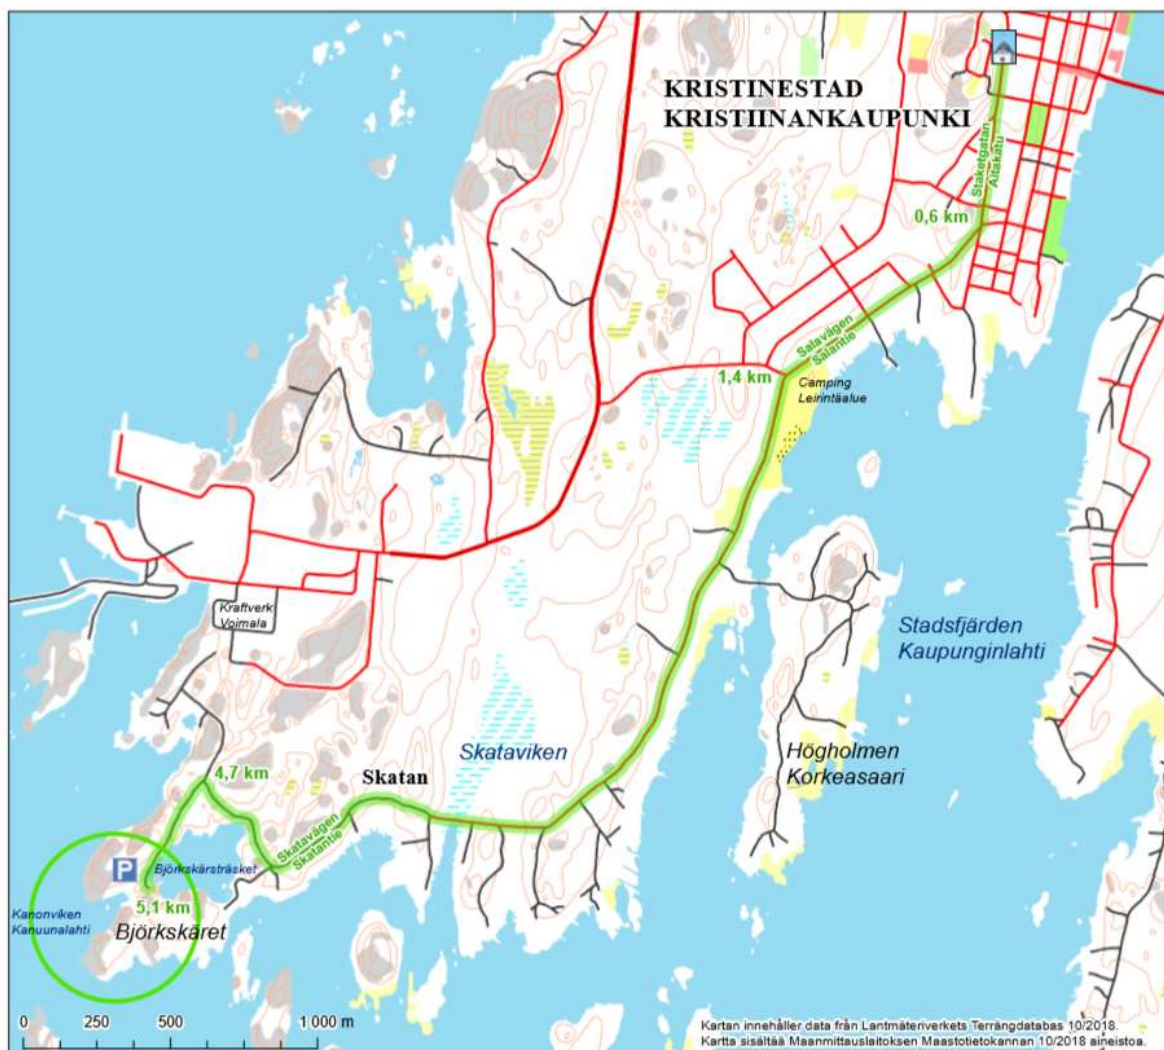 KRISTINESTAD
KRISTIINANKAUPUNKI
Staketgatan
Aitakatu
0,6 km
Salavägen
Salantie
1,4 km
Camping
Leirintäalue
Kraftverk
Voimala
Stadsfjärden
Kaupunginlahti
Skataviken
Högholmen
Korkeasaari
4,7 km
Skatan
Skatavägen
Skatantie
P
Björkskärsträsket
5,1 km
Kanonviken
Kanuunalahti
Björkskäret
0 250 500 1 000 m
Kartan innehåller data från Lantmäteriverkets Terrängdatabas 10/2018.
Kartta sisältää Maanmittauslaitoksen Maastotietokannan 10/2018 aineistoa.